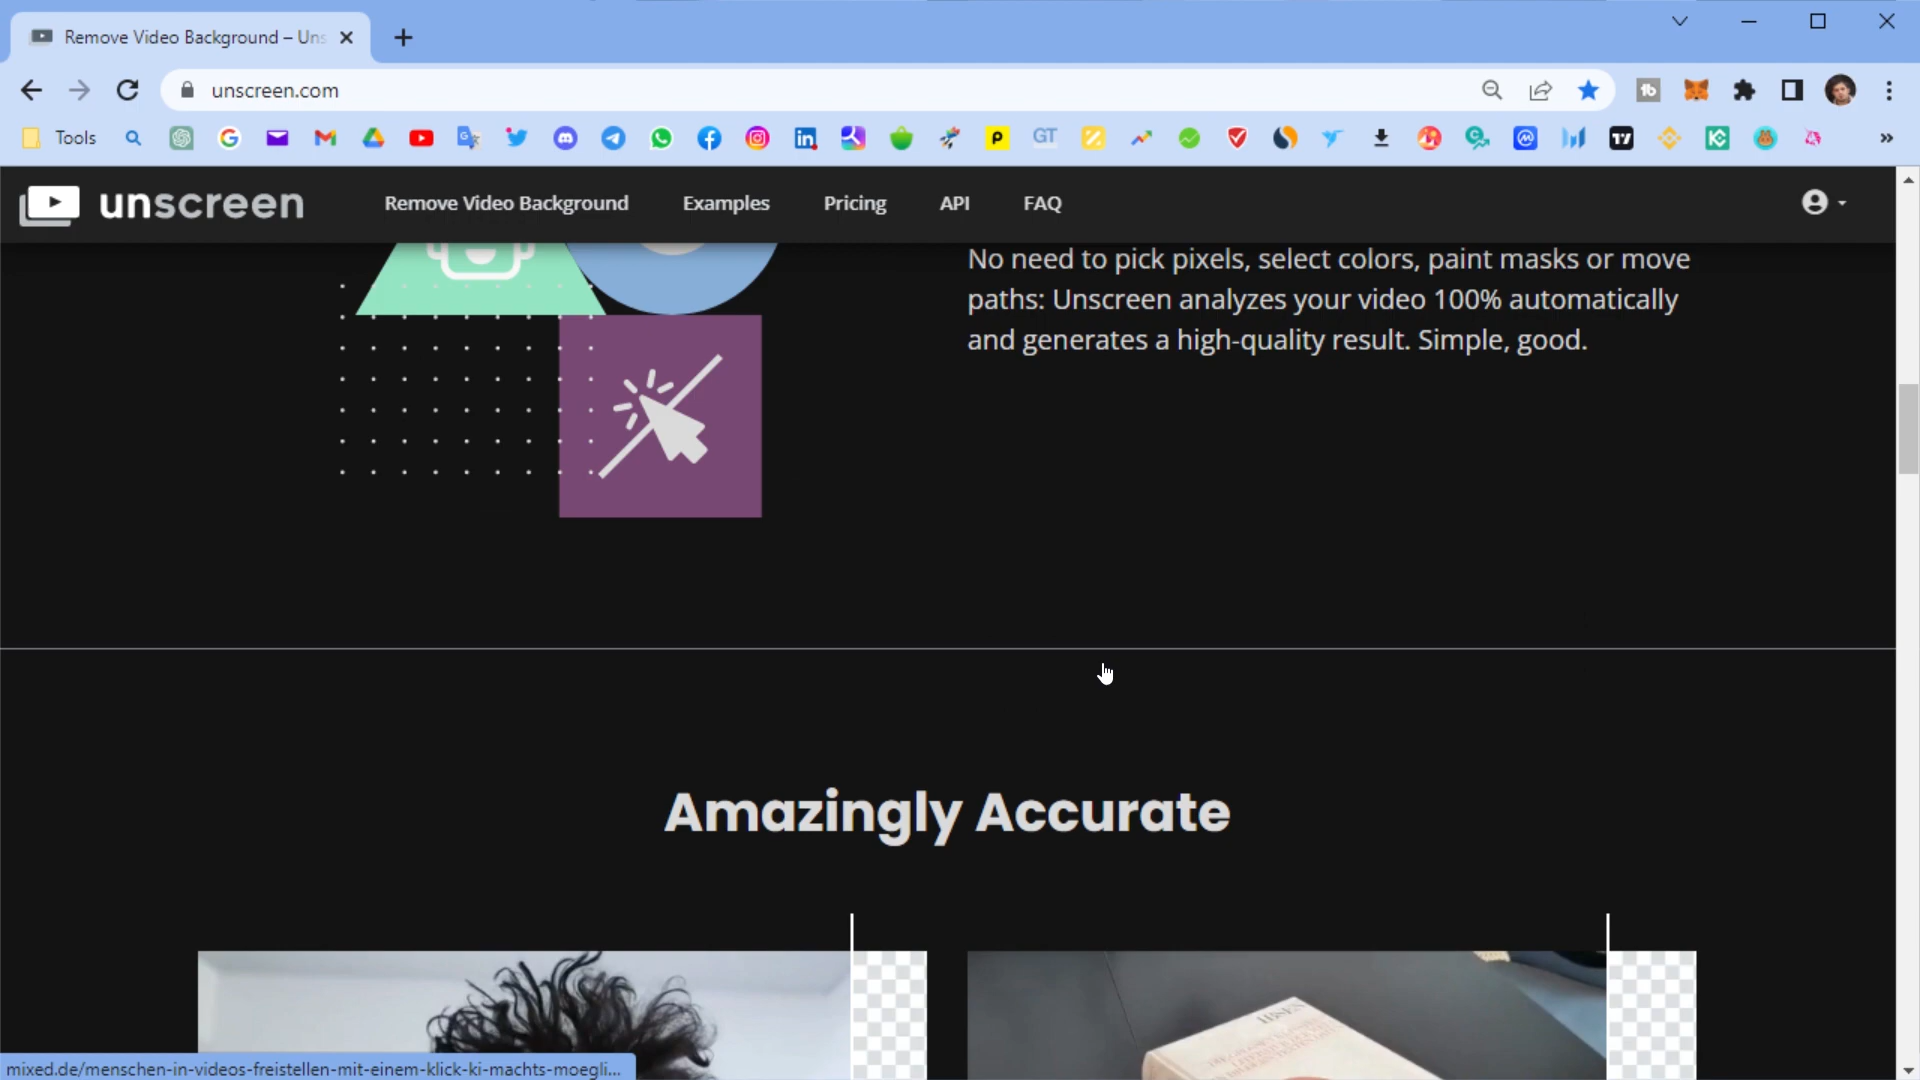 Remove Video Background – Uns
unscreen.com
Tools
unscreen
Remove Video Background
Examples
Pricing
API
FAQ
No need to pick pixels, select colors, paint masks or move
paths: Unscreen analyzes your video 100% automatically
and generates a high-quality result. Simple, good.
Amazingly Accurate
mixed.de/menschen-in-videos-freistellen-mit-einem-klick-ki-machts-moegli...